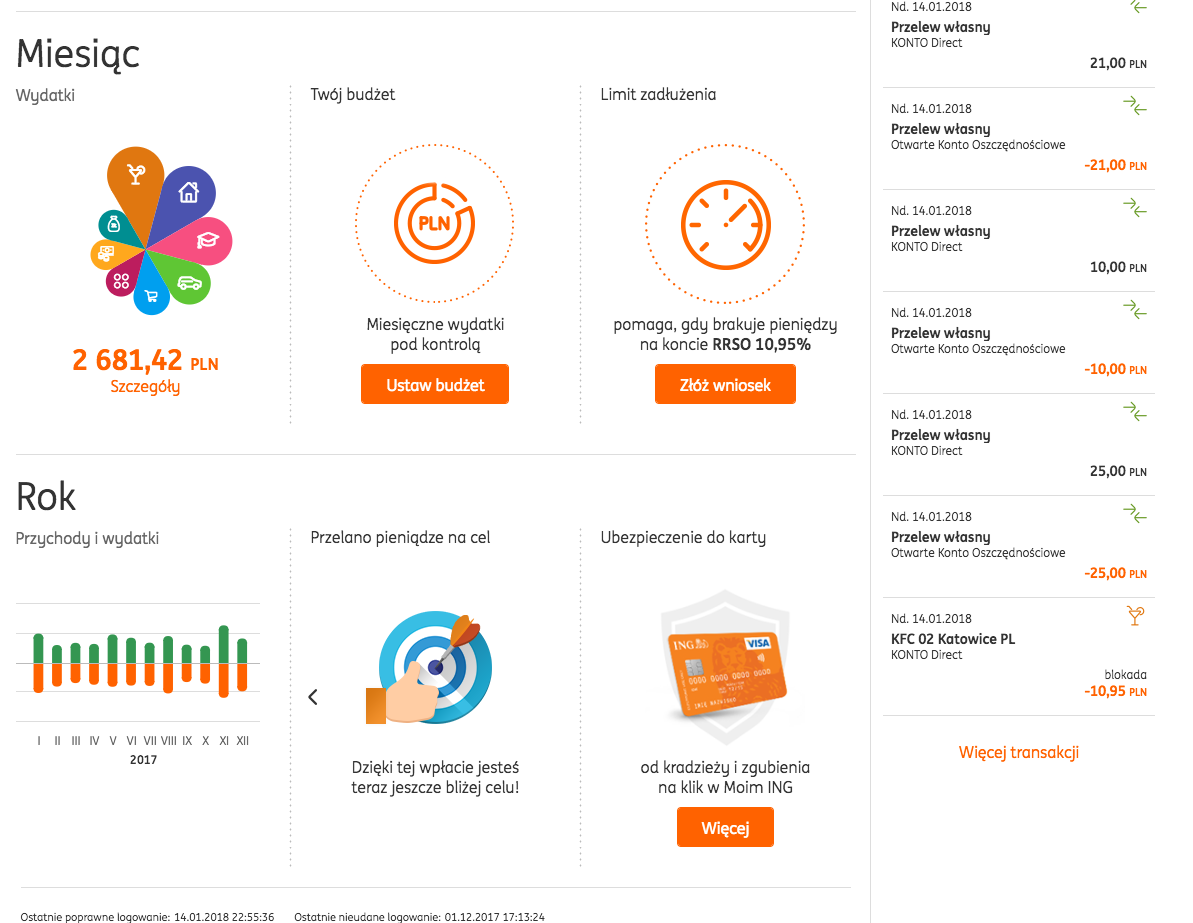 Miesiąc
Wydatki
2 681,42 PLN
Szczegóły
Twój budżet
PLN
Miesięczne wydatki
pod kontrolą
Ustaw budżet
Limit zadłużenia
pomaga, gdy brakuje pieniędzy
na koncie RRSO 10,95%
Złóż wniosek
Rok
Przychody i wydatki
I II III IV V VI VII VIII IX X XI XII
2017
Przelano pieniądze na cel
Dzięki tej wpłacie jesteś
teraz jeszcze bliżej celu!
Ubezpieczenie do karty
ING
VISA
0000 0000 0000 0000
IMIĘ NAZWISKO
od kradzieży i zgubienia
na klik w Moim ING
Więcej
Ostatnie poprawne logowanie: 14.01.2018 22:55:36 Ostatnie nieudane logowanie: 01.12.2017 17:13:24
Nd. 14.01.2018
Przelew własny
KONTO Direct
21,00 PLN
Nd. 14.01.2018
Przelew własny
Otwarte Konto Oszczędnościowe
-21,00 PLN
Nd. 14.01.2018
Przelew własny
KONTO Direct
10,00 PLN
Nd. 14.01.2018
Przelew własny
Otwarte Konto Oszczędnościowe
-10,00 PLN
Nd. 14.01.2018
Przelew własny
KONTO Direct
25,00 PLN
Nd. 14.01.2018
Przelew własny
Otwarte Konto Oszczędnościowe
-25,00 PLN
Nd. 14.01.2018
KFC 02 Katowice PL
KONTO Direct
blokada
-10,95 PLN
Więcej transakcji